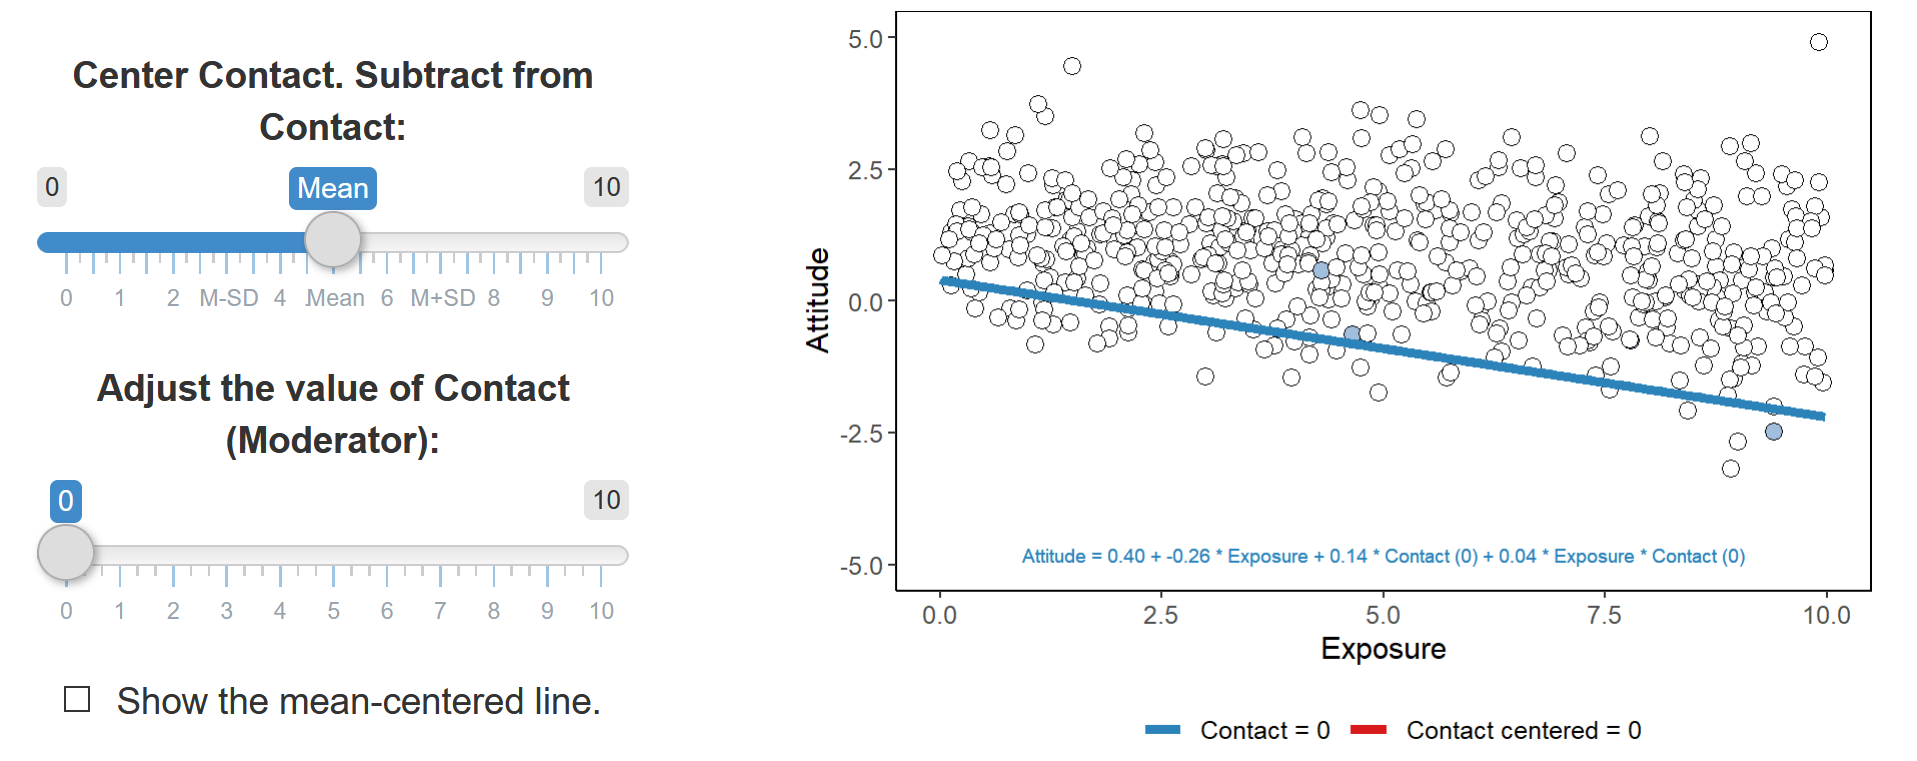 Center Contact. Subtract from
Contact:
0 Mean 10
0 1 2 M-SD 4 Mean 6 M+SD 8 9 10
Adjust the value of Contact
(Moderator):
0 10
0 1 2 3 4 5 6 7 8 9 10
Show the mean-centered line.
5.0
2.5
0.0
-2.5
-5.0
Attitude
Attitude = 0.40 + -0.26 * Exposure + 0.14 * Contact (0) + 0.04 * Exposure * Contact (0)
0.0 2.5 5.0 7.5 10.0
Exposure
Contact = 0 Contact centered = 0